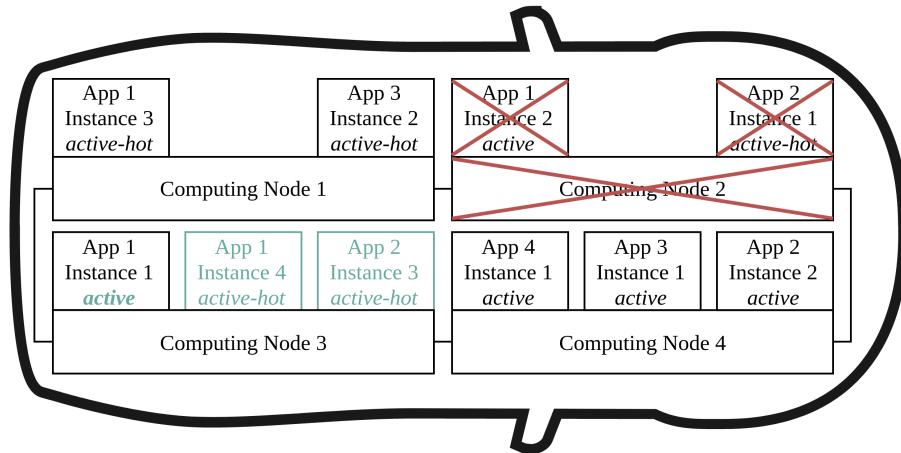 App 1
Instance 3
active-hot
App 3
Instance 2
active-hot
App 1
Instance 2
active
App 2
Instance 1
active-hot
Computing Node 1
Computing Node 2
App 1
Instance 1
active
App 1
Instance 4
active-hot
App 2
Instance 3
active-hot
App 4
Instance 1
active
App 3
Instance 1
active
App 2
Instance 2
active
Computing Node 3
Computing Node 4